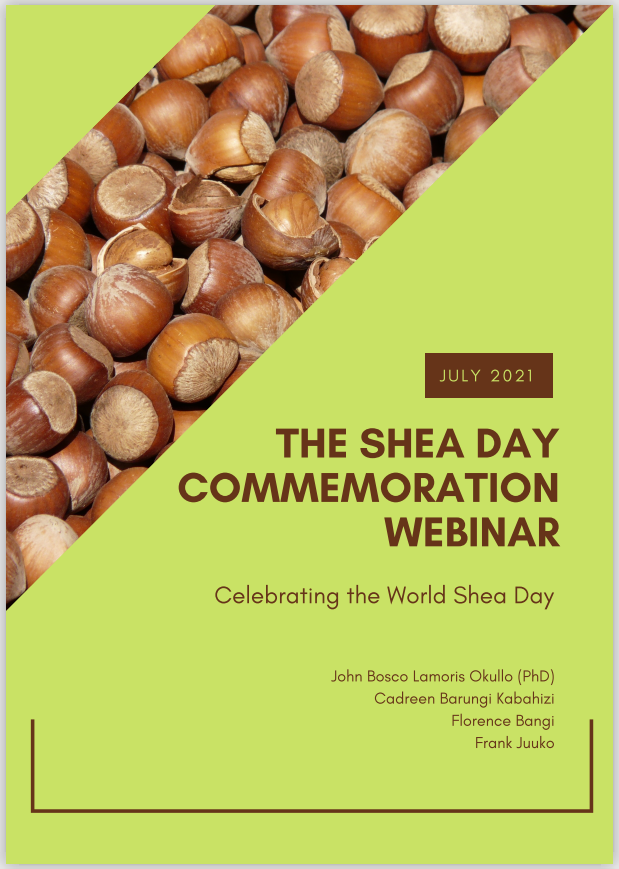 JULY 2021
THE SHEA DAY
COMMEMORATION
WEBINAR
Celebrating the World Shea Day
John Bosco Lamoris Okullo (PhD)
Cadreen Barungi Kabahizi
Florence Bangi
Frank Juuko